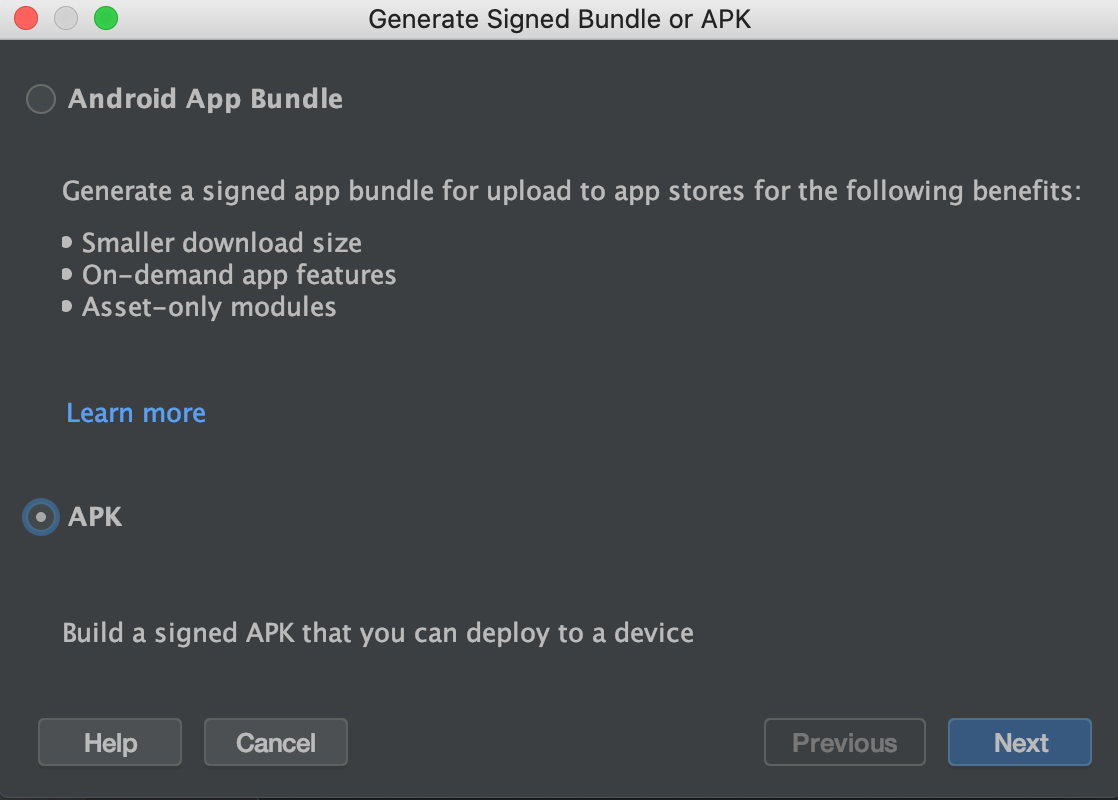 Generate Signed Bundle or APK
Android App Bundle
Generate a signed app bundle for upload to app stores for the following benefits:
• Smaller download size
• On-demand app features
• Asset-only modules
Learn more
APK
Build a signed APK that you can deploy to a device
Help Cancel Previous Next